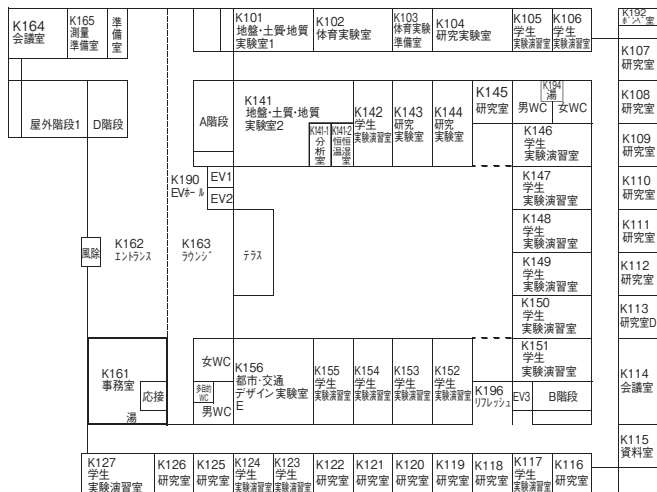 K164
会議室
K165
測量
準備室
準
備
室
K101
地盤・土質・地質
実験室1
K102
体育実験室
K103
体育実験
準備室
K104
研究実験室
K105
学生
実験演習室
K106
学生
実験演習室
K192
ボンベ室
K107
研究室
K108
研究室
K109
研究室
K110
研究室
K111
研究室
K112
研究室
K113
研究室D
K114
会議室
K115
資料室
屋外階段1
D階段
A階段
K141
地盤・土質・地質
実験室2
K141-1
分
析
室
K141-2
恒恒
温湿
室
K142
学生
実験演習室
K143
研究
実験室
K144
研究
実験室
K145
研究室
K194
湯
男WC
女WC
K146
学生
実験演習室
K147
学生
実験演習室
K148
学生
実験演習室
K149
学生
実験演習室
K150
学生
実験演習室
K151
学生
実験演習室
K190
EVホール
EV1
EV2
風除
K162
エントランス
K163
ラウンジ
テラス
K161
事務室
応接
湯
女WC
多目的
WC
男WC
K156
都市・交通
デザイン実験室
E
K155
学生
実験演習室
K154
学生
実験演習室
K153
学生
実験演習室
K152
学生
実験演習室
K196
リフレッシュ
EV3
B階段
K127
学生
実験演習室
K126
研究室
K125
研究室
K124
学生
実験演習室
K123
学生
実験演習室
K122
研究室
K121
研究室
K120
研究室
K119
研究室
K118
研究室
K117
学生
実験演習室
K116
研究室